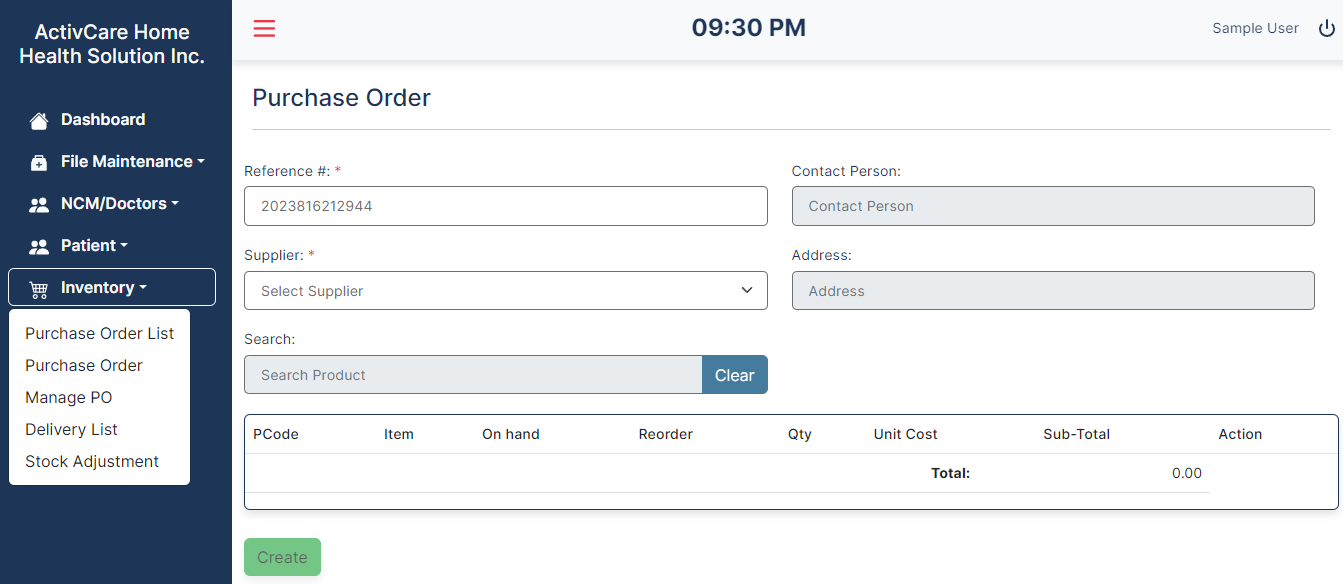 ActivCare Home
Health Solution Inc.
09:30 PM
Sample User
Dashboard
File Maintenance
NCM/Doctors
Patient
Inventory
Purchase Order List
Purchase Order
Manage PO
Delivery List
Stock Adjustment
Purchase Order
Reference #: *
2023816212944
Contact Person:
Contact Person
Supplier: *
Select Supplier
Address:
Address
Search:
Search Product
Clear
PCode Item On hand Reorder Qty Unit Cost Sub-Total Action
Total: 0.00
Create